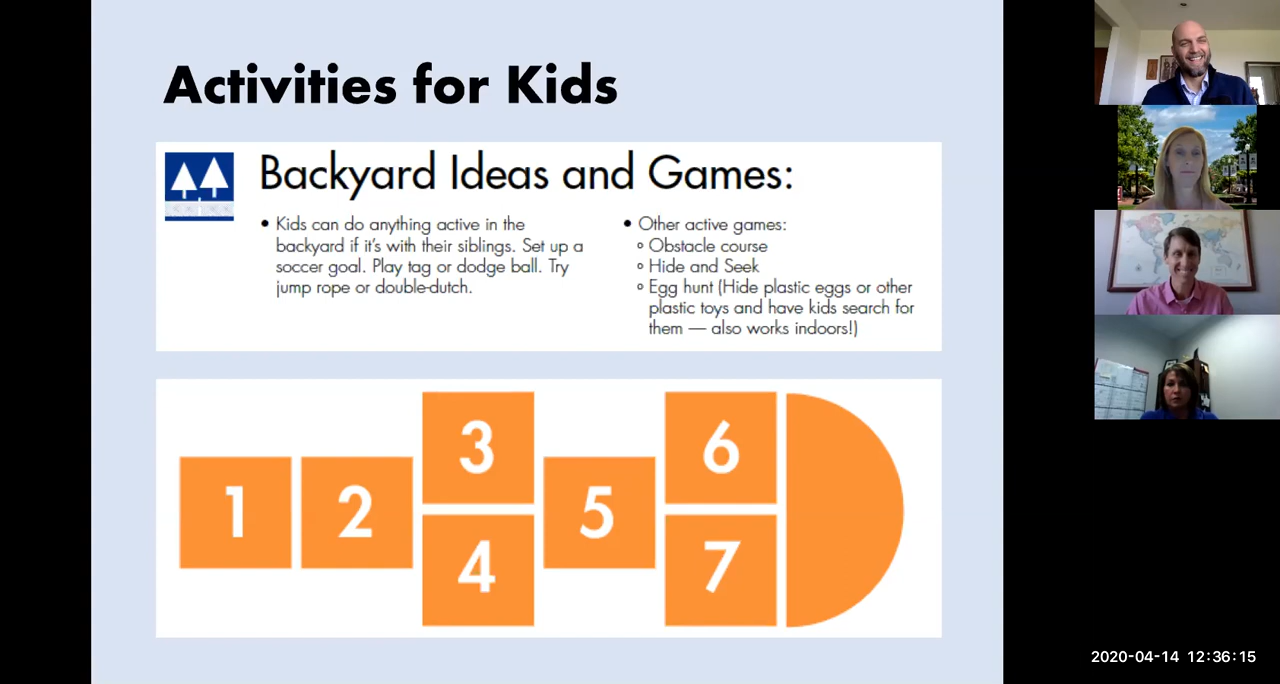 Activities for Kids
Backyard Ideas and Games:
• Kids can do anything active in the
backyard if it's with their siblings. Set up a
soccer goal. Play tag or dodge ball. Try
jump rope or double-dutch.
• Other active games:
∘ Obstacle course
∘ Hide and Seek
∘ Egg hunt (Hide plastic eggs or other
plastic toys and have kids search for
them — also works indoors!)
1
2
3
4
5
6
7
2020-04-14 12:36:15